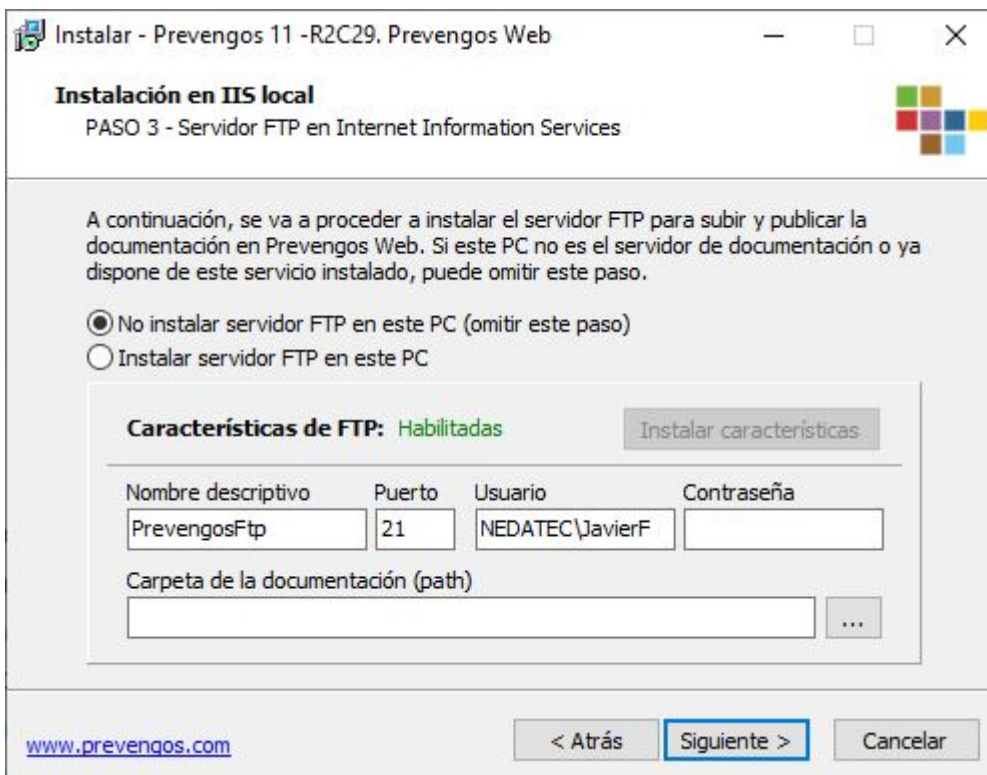 Instalar - Prevengos 11 -R2C29. Prevengos Web
Instalación en IIS local
PASO 3 - Servidor FTP en Internet Information Services
A continuación, se va a proceder a instalar el servidor FTP para subir y publicar la
documentación en Prevengos Web. Si este PC no es el servidor de documentación o ya
dispone de este servicio instalado, puede omitir este paso.
No instalar servidor FTP en este PC (omitir este paso)
Instalar servidor FTP en este PC
Características de FTP: Habilitadas Instalar características
Nombre descriptivo Puerto Usuario Contraseña
PrevengosFtp 21 NEDATEC\JavierF
Carpeta de la documentación (path)
...
www.prevengos.com < Atrás Siguiente > Cancelar